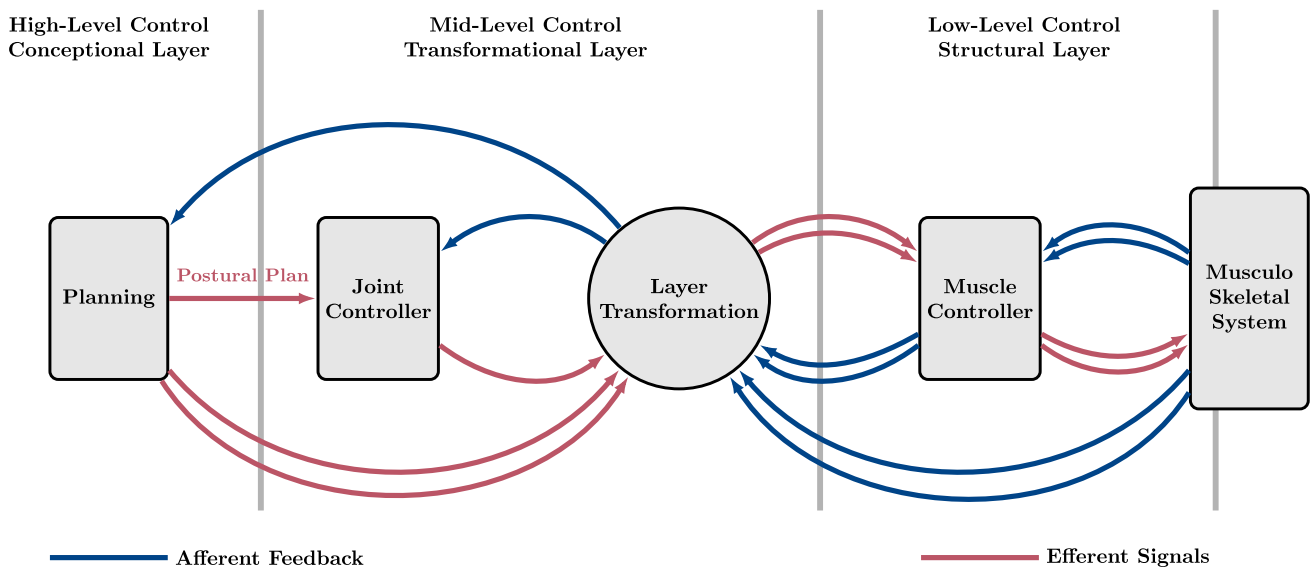 High-Level Control
Conceptional Layer
Mid-Level Control
Transformational Layer
Low-Level Control
Structural Layer
Planning
Postural Plan
Joint
Controller
Layer
Transformation
Muscle
Controller
Musculo
Skeletal
System
Afferent Feedback
Efferent Signals